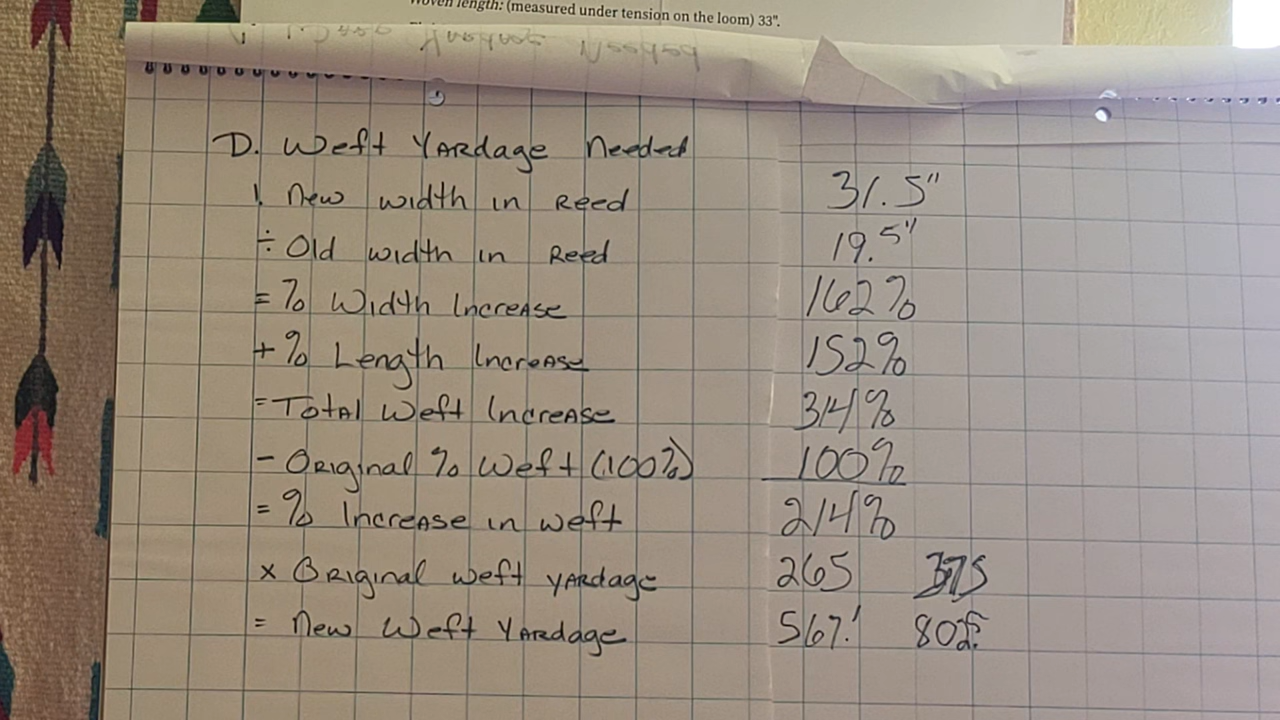 Woven length: (measured under tension on the loom) 33".
D. Weft Yardage Needed
! New width in Reed 31.5"
÷ Old width in Reed 19.5"
= % Width Increase 162%
+ % Length Increase 152%
= Total Weft Increase 314%
- Original % Weft (100%) 100%
= % Increase in weft 214%
x Original weft yardage 265 375
= New Weft Yardage 567.'